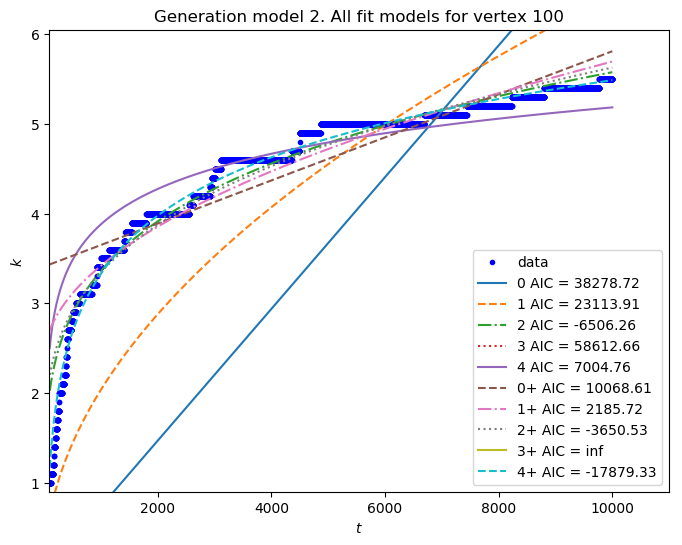 Generation model 2. All fit models for vertex 100
6
5
4
3
2
1
k
data
0 AIC = 38278.72
1 AIC = 23113.91
2 AIC = -6506.26
3 AIC = 58612.66
4 AIC = 7004.76
0+ AIC = 10068.61
1+ AIC = 2185.72
2+ AIC = -3650.53
3+ AIC = inf
4+ AIC = -17879.33
2000 4000 6000 8000 10000
t